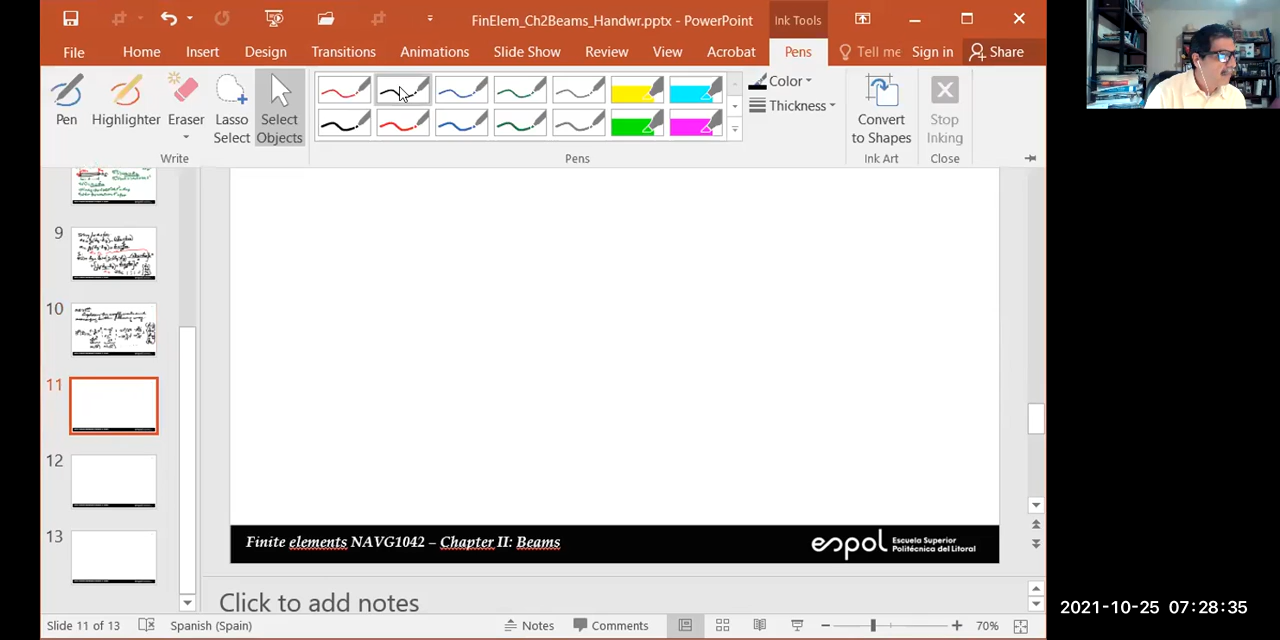 FinElem_Ch2Beams_Handwr.pptx - PowerPoint
Ink Tools
File Home Insert Design Transitions Animations Slide Show Review View Acrobat Pens Tell me Sign in Share
Pen Highlighter Eraser Lasso Select Select Objects
Color
Thickness
Convert to Shapes
Stop Inking
Write Pens Ink Art Close
9
10
11
12
13
Finite elements NAVG1042 – Chapter II: Beams
espol Escuela Superior Politécnica del Litoral
Click to add notes
Slide 11 of 13 Spanish (Spain) Notes Comments 70%
2021-10-25 07:28:35